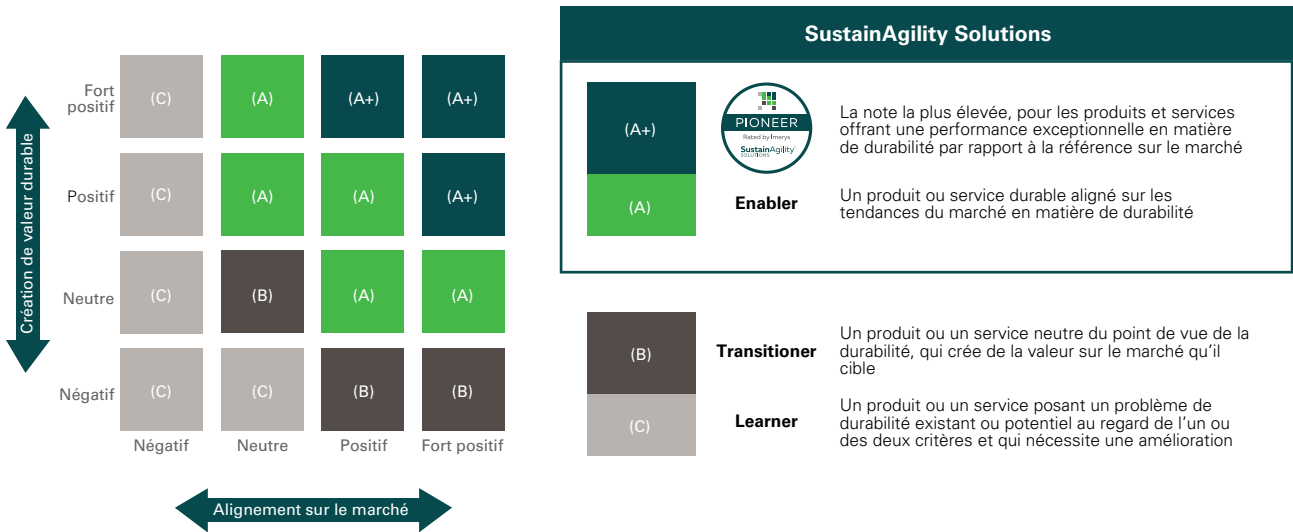 Création de valeur durable
Fort
positif
(C)
(A)
(A+)
(A+)
Positif
(C)
(A)
(A)
(A+)
Neutre
(C)
(B)
(A)
(A)
Négatif
(C)
(C)
(B)
(B)
Négatif
Neutre
Positif
Fort positif
Alignement sur le marché
SustainAgility Solutions
(A+)
PIONEER
Rated by Imerys
SustainAgility
SOLUTIONS
La note la plus élevée, pour les produits et services
offrant une performance exceptionnelle en matière
de durabilité par rapport à la référence sur le marché
(A)
Enabler
Un produit ou service durable aligné sur les
tendances du marché en matière de durabilité
(B)
Transitioner
Un produit ou un service neutre du point de vue de la
durabilité, qui crée de la valeur sur le marché qu’il
cible
(C)
Learner
Un produit ou un service posant un problème de
durabilité existant ou potentiel au regard de l’un ou
des deux critères et qui nécessite une amélioration